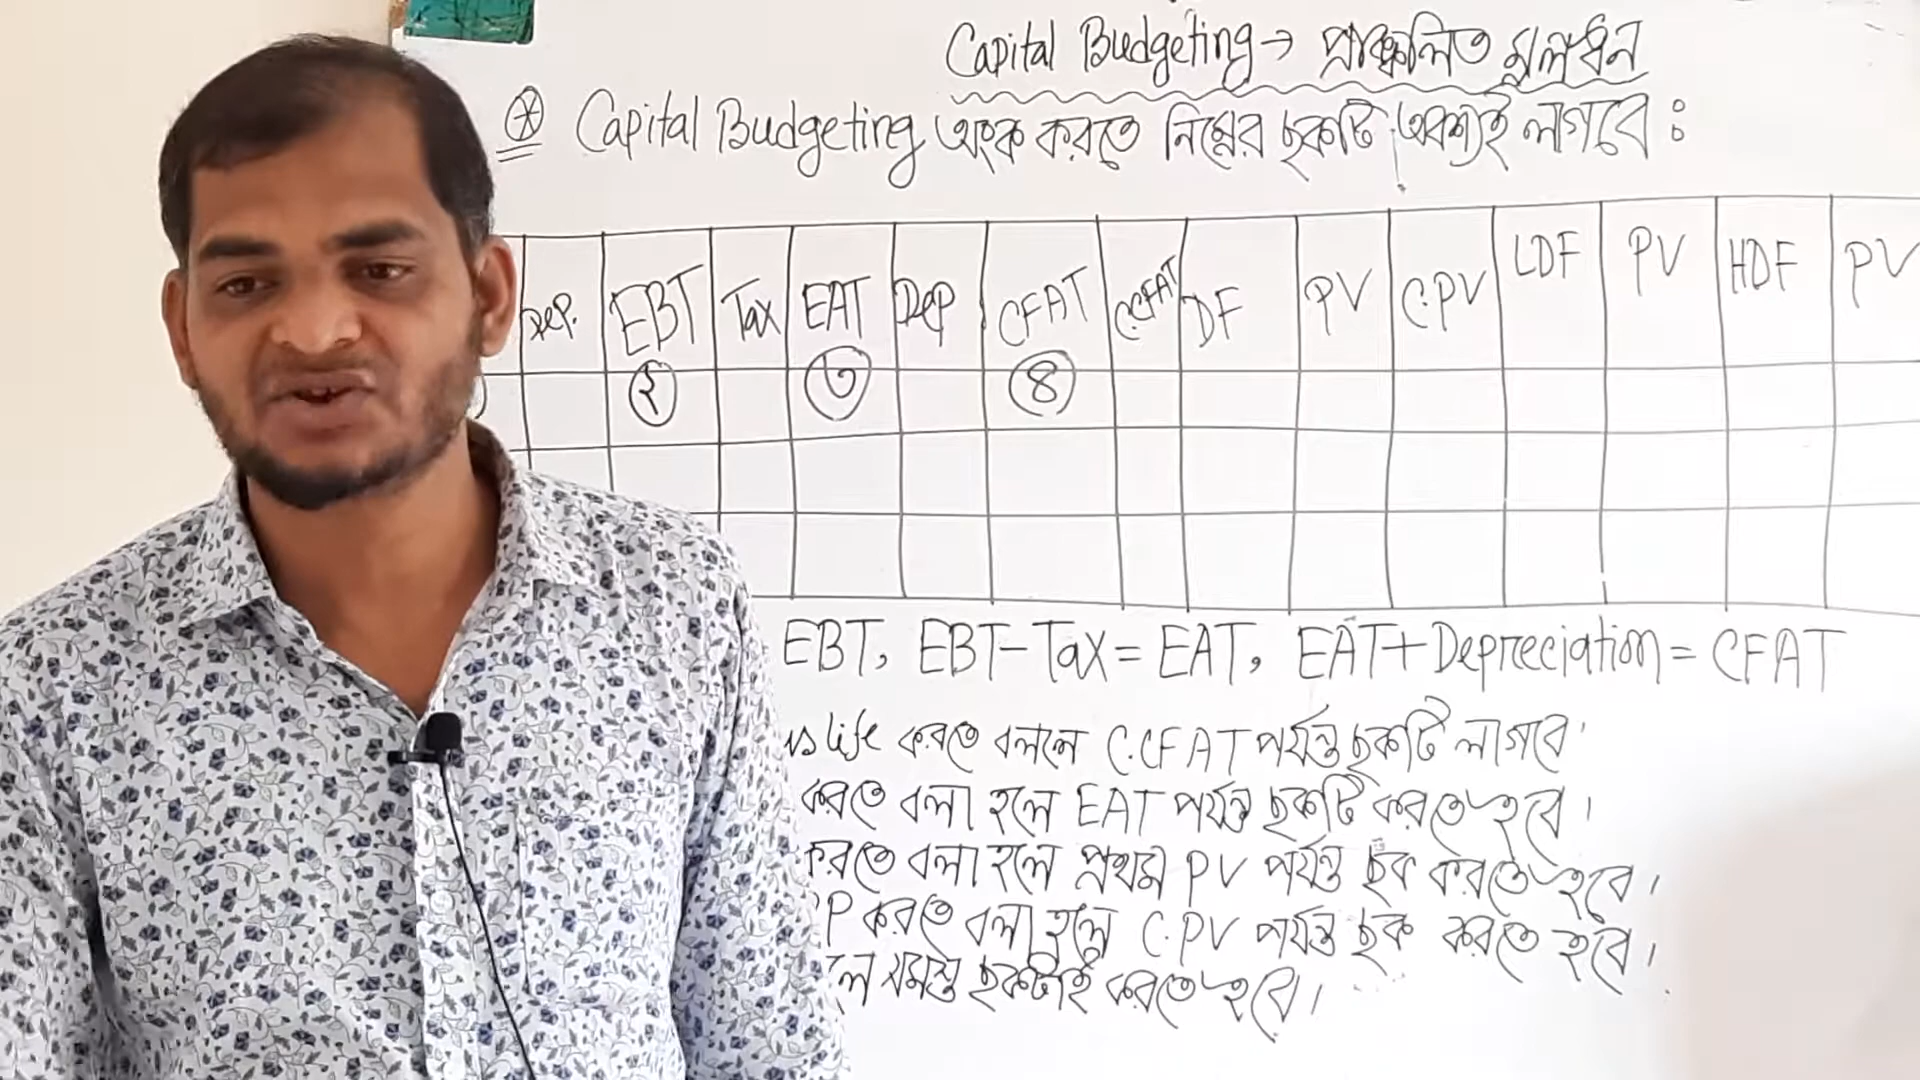 Capital Budgeting → প্রাক্কলিত মূলধন
Capital Budgeting অংক করতে নিম্নের ছকটি অবশ্যই লাগবে :
Dep. EBT Tax EAT Dep CFAT C.CFAT DF PV C.PV LDF PV HDF PV
২ ৩ ৪
EBT, EBT-Tax = EAT, EAT+Depreciation = CFAT
life করতে বললে C.CFAT পর্যন্ত ছকটি লাগবে
করতে বলা হলে EAT পর্যন্ত ছকটি করতে হবে।
করতে বলা হলে প্রথম PV পর্যন্ত ছক করতে হবে।
P করতে বলা হলে C.PV পর্যন্ত ছক করতে হবে।
লে সমস্ত ছকটাই করতে হবে।